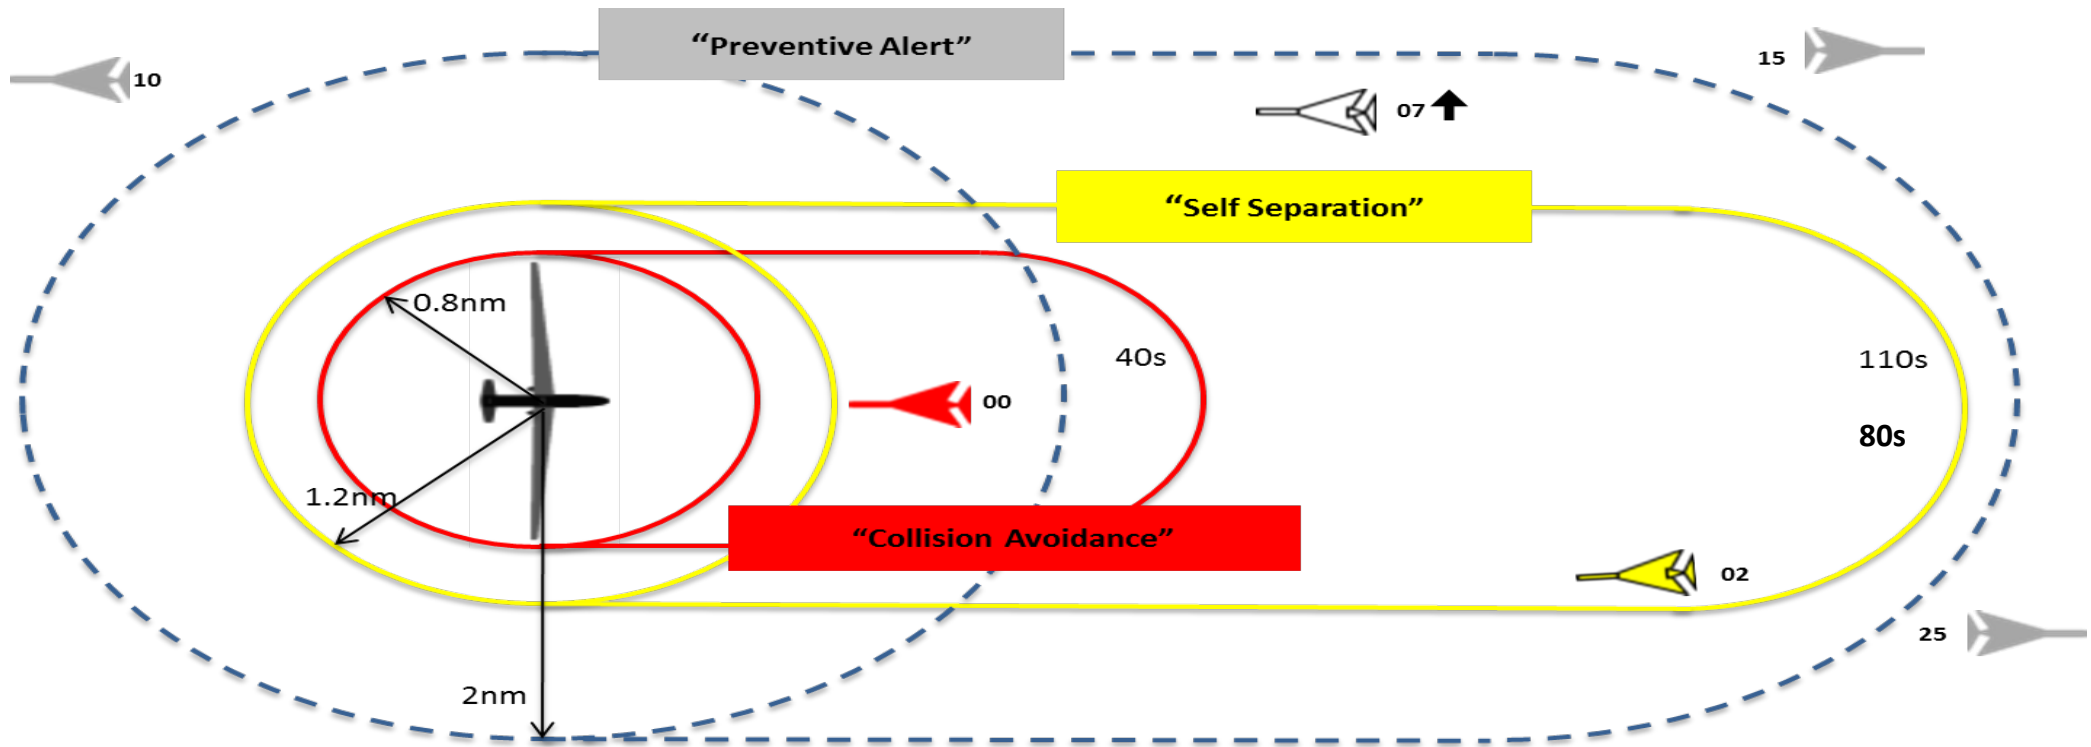 “Preventive Alert”
10
15
07
“Self Separation”
0.8nm
40s
110s
00
80s
1.2nm
“Collision Avoidance”
02
25
2nm